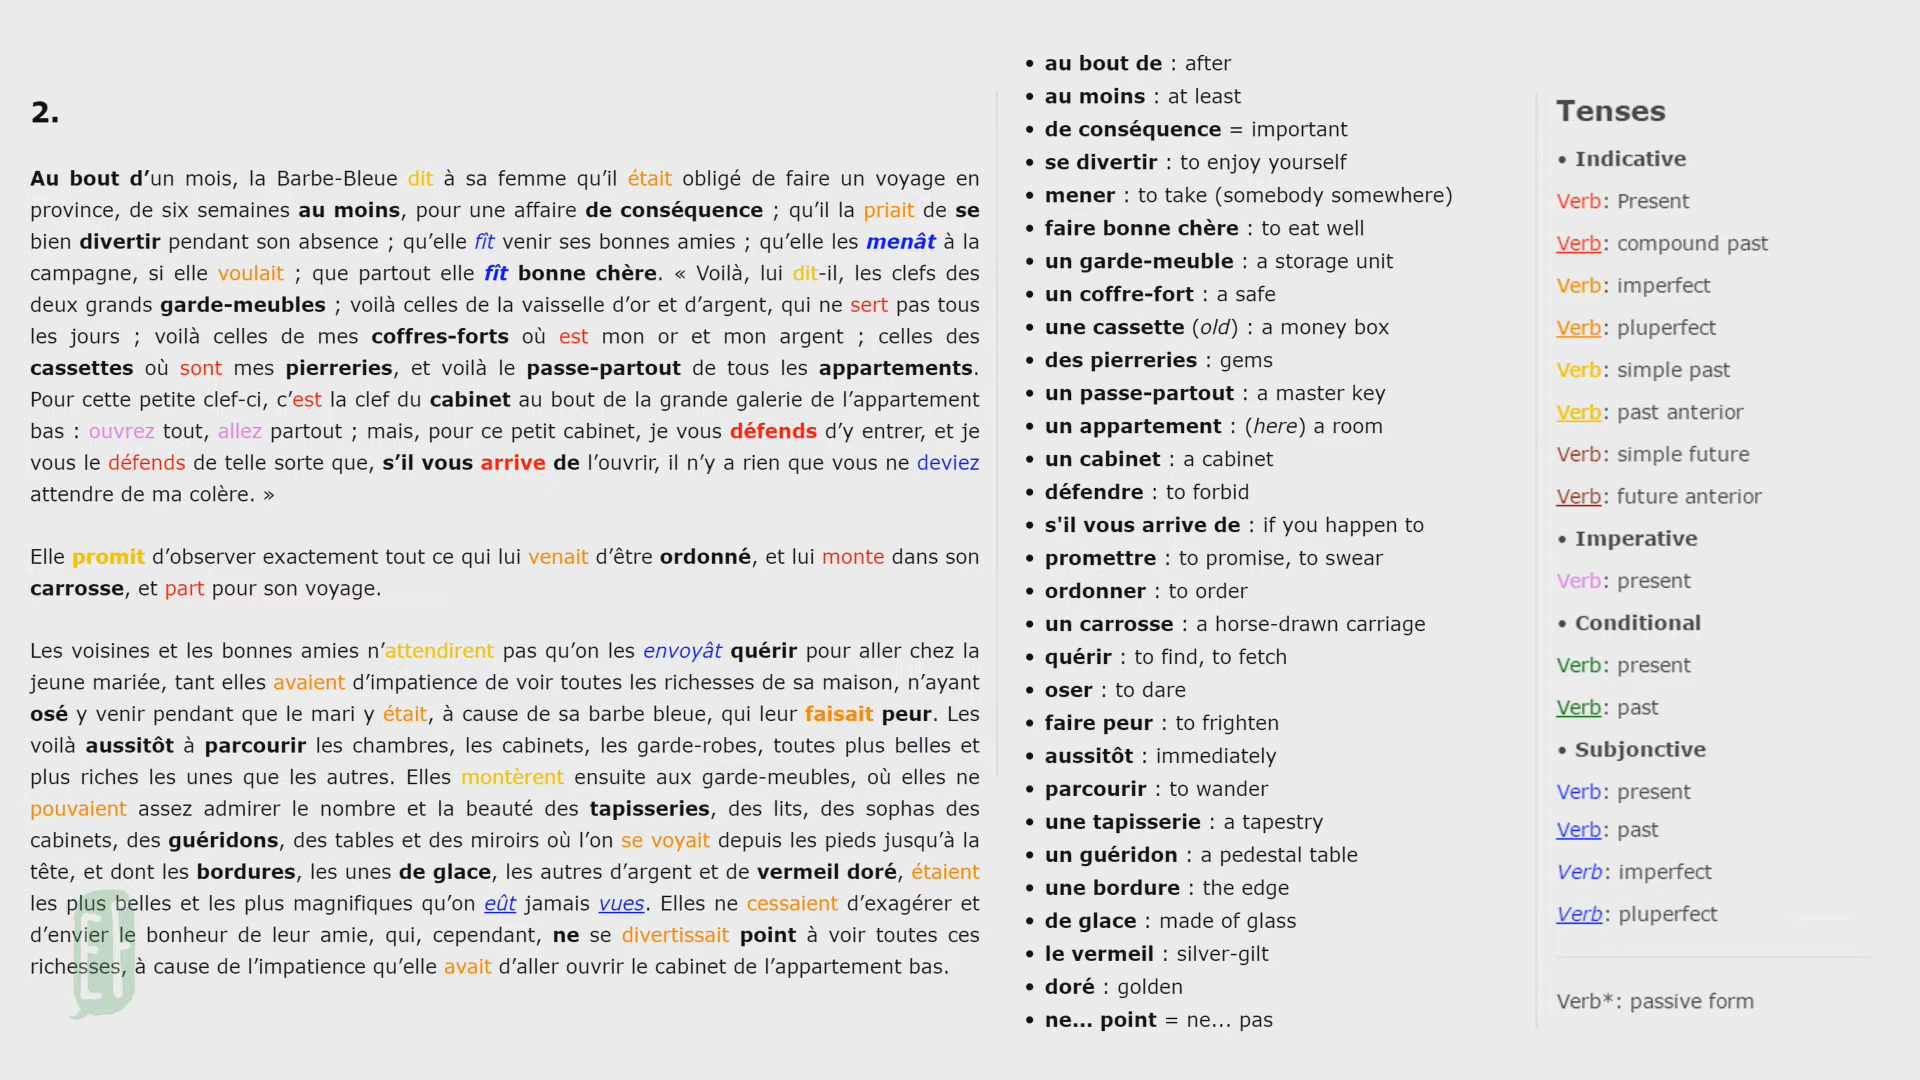 2.
Au bout d’un mois, la Barbe-Bleue dit à sa femme qu’il était obligé de faire un voyage en
province, de six semaines au moins, pour une affaire de conséquence ; qu’il la priait de se
bien divertir pendant son absence ; qu’elle fît venir ses bonnes amies ; qu’elle les menât à la
campagne, si elle voulait ; que partout elle fît bonne chère. « Voilà, lui dit-il, les clefs des
deux grands garde-meubles ; voilà celles de la vaisselle d’or et d’argent, qui ne sert pas tous
les jours ; voilà celles de mes coffres-forts où est mon or et mon argent ; celles des
cassettes où sont mes pierreries, et voilà le passe-partout de tous les appartements.
Pour cette petite clef-ci, c’est la clef du cabinet au bout de la grande galerie de l’appartement
bas : ouvrez tout, allez partout ; mais, pour ce petit cabinet, je vous défends d’y entrer, et je
vous le défends de telle sorte que, s’il vous arrive de l’ouvrir, il n’y a rien que vous ne deviez
attendre de ma colère. »
Elle promit d’observer exactement tout ce qui lui venait d’être ordonné, et lui monte dans son
carrosse, et part pour son voyage.
Les voisines et les bonnes amies n’attendirent pas qu’on les envoyât quérir pour aller chez la
jeune mariée, tant elles avaient d’impatience de voir toutes les richesses de sa maison, n’ayant
osé y venir pendant que le mari y était, à cause de sa barbe bleue, qui leur faisait peur. Les
voilà aussitôt à parcourir les chambres, les cabinets, les garde-robes, toutes plus belles et
plus riches les unes que les autres. Elles montèrent ensuite aux garde-meubles, où elles ne
pouvaient assez admirer le nombre et la beauté des tapisseries, des lits, des sophas des
cabinets, des guéridons, des tables et des miroirs où l’on se voyait depuis les pieds jusqu’à la
tête, et dont les bordures, les unes de glace, les autres d’argent et de vermeil doré, étaient
les plus belles et les plus magnifiques qu’on eût jamais vues. Elles ne cessaient d’exagérer et
d’envier le bonheur de leur amie, qui, cependant, ne se divertissait point à voir toutes ces
richesses, à cause de l’impatience qu’elle avait d’aller ouvrir le cabinet de l’appartement bas.
• au bout de : after
• au moins : at least
• de conséquence = important
• se divertir : to enjoy yourself
• mener : to take (somebody somewhere)
• faire bonne chère : to eat well
• un garde-meuble : a storage unit
• un coffre-fort : a safe
• une cassette (old) : a money box
• des pierreries : gems
• un passe-partout : a master key
• un appartement : (here) a room
• un cabinet : a cabinet
• défendre : to forbid
• s'il vous arrive de : if you happen to
• promettre : to promise, to swear
• ordonner : to order
• un carrosse : a horse-drawn carriage
• quérir : to find, to fetch
• oser : to dare
• faire peur : to frighten
• aussitôt : immediately
• parcourir : to wander
• une tapisserie : a tapestry
• un guéridon : a pedestal table
• une bordure : the edge
• de glace : made of glass
• le vermeil : silver-gilt
• doré : golden
• ne... point = ne... pas
Tenses
• Indicative
Verb: Present
Verb: compound past
Verb: imperfect
Verb: pluperfect
Verb: simple past
Verb: past anterior
Verb: simple future
Verb: future anterior
• Imperative
Verb: present
• Conditional
Verb: present
Verb: past
• Subjonctive
Verb: present
Verb: past
Verb: imperfect
Verb: pluperfect
Verb*: passive form